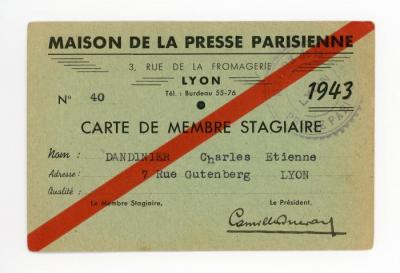 MAISON DE LA PRESSE PARISIENNE
3, RUE DE LA FROMAGERIE
LYON
Tél. : Burdeau 55-76
N° 40
1943
LYON
CARTE DE MEMBRE STAGIAIRE
Nom : DANDINIER Charles Etienne
Adresse : 7 Rue Gutenberg LYON
Qualité :
Le Membre Stagiaire, Le Président,